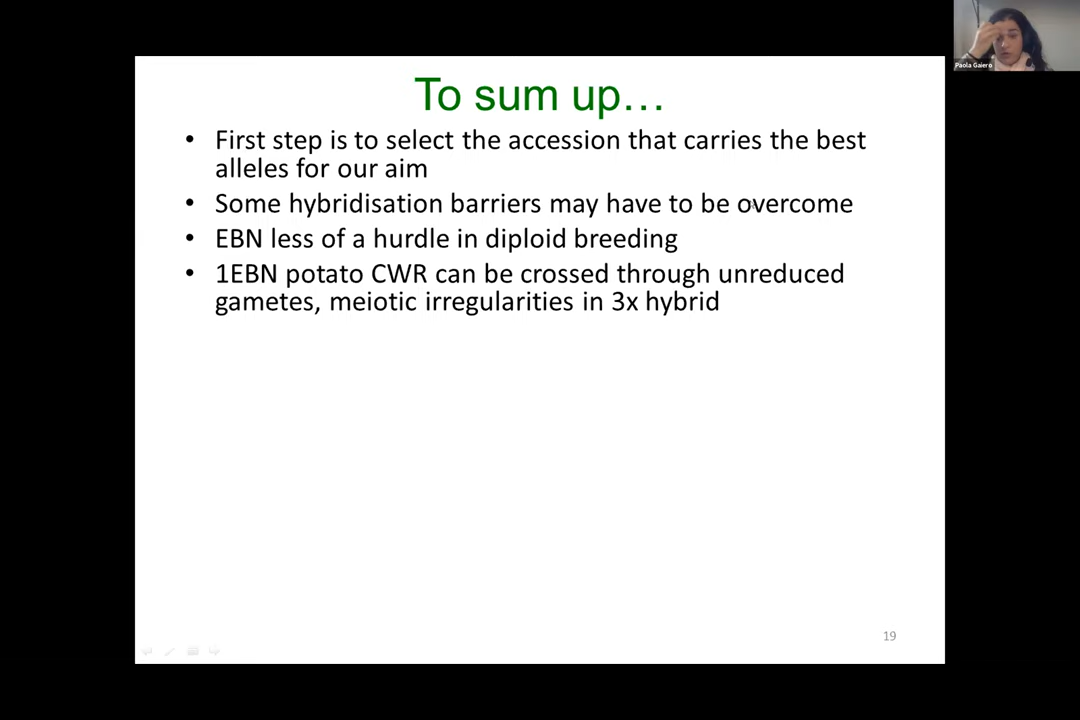 Paola Gaiero
To sum up...
• First step is to select the accession that carries the best
alleles for our aim
• Some hybridisation barriers may have to be overcome
• EBN less of a hurdle in diploid breeding
• 1EBN potato CWR can be crossed through unreduced
gametes, meiotic irregularities in 3x hybrid
19